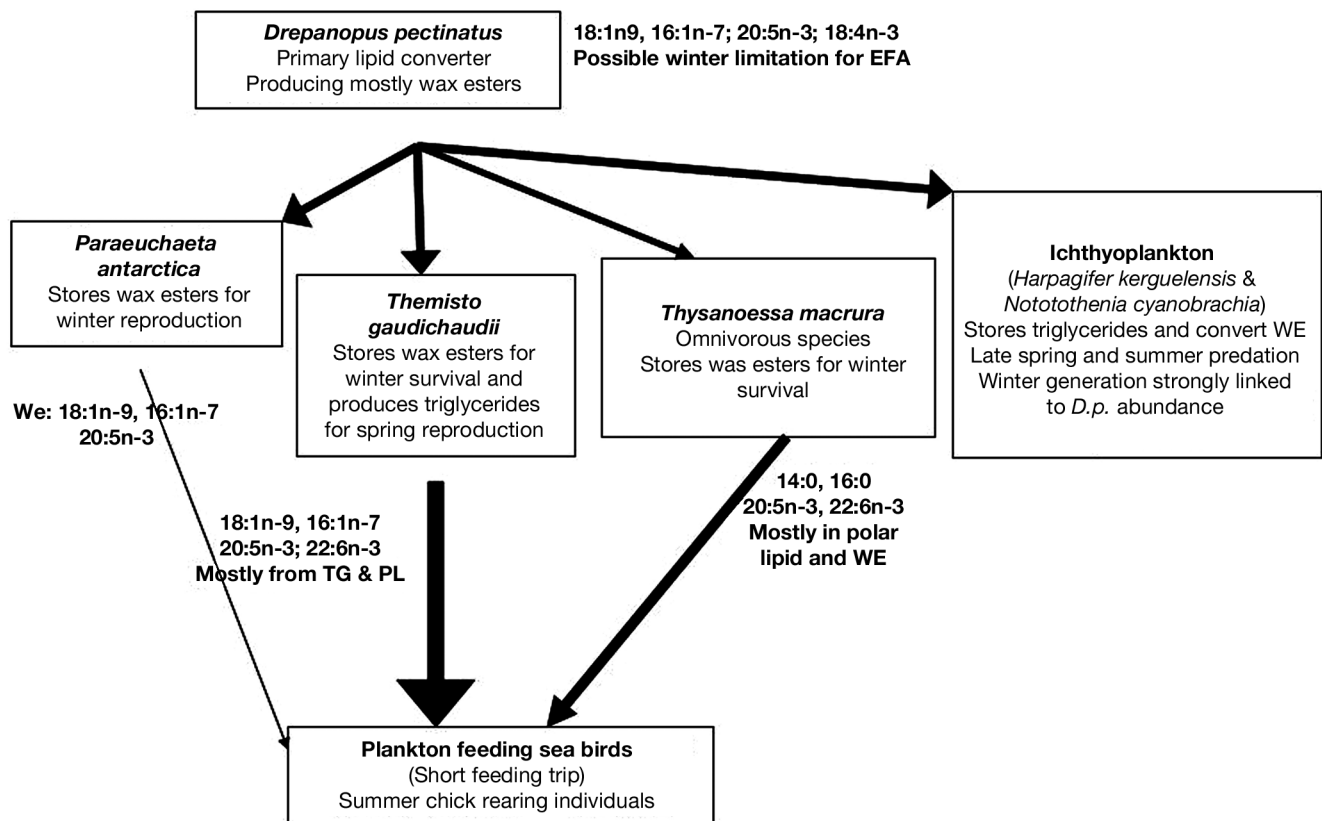 Drepanopus pectinatus
Primary lipid converter
Producing mostly wax esters
18:1n9, 16:1n-7; 20:5n-3; 18:4n-3
Possible winter limitation for EFA
Paraeuchaeta
antarctica
Stores wax esters for
winter reproduction
Themisto
gaudichaudii
Stores wax esters for
winter survival and
produces triglycerides
for spring reproduction
Thysanoessa macrura
Omnivorous species
Stores was esters for winter
survival
Ichthyoplankton
(Harpagifer kerguelensis &
Notothenia cyanobrachia)
Stores triglycerides and convert WE
Late spring and summer predation
Winter generation strongly linked
to D.p. abundance
We: 18:1n-9, 16:1n-7
20:5n-3
18:1n-9, 16:1n-7
20:5n-3; 22:6n-3
Mostly from TG & PL
14:0, 16:0
20:5n-3, 22:6n-3
Mostly in polar
lipid and WE
Plankton feeding sea birds
(Short feeding trip)
Summer chick rearing individuals